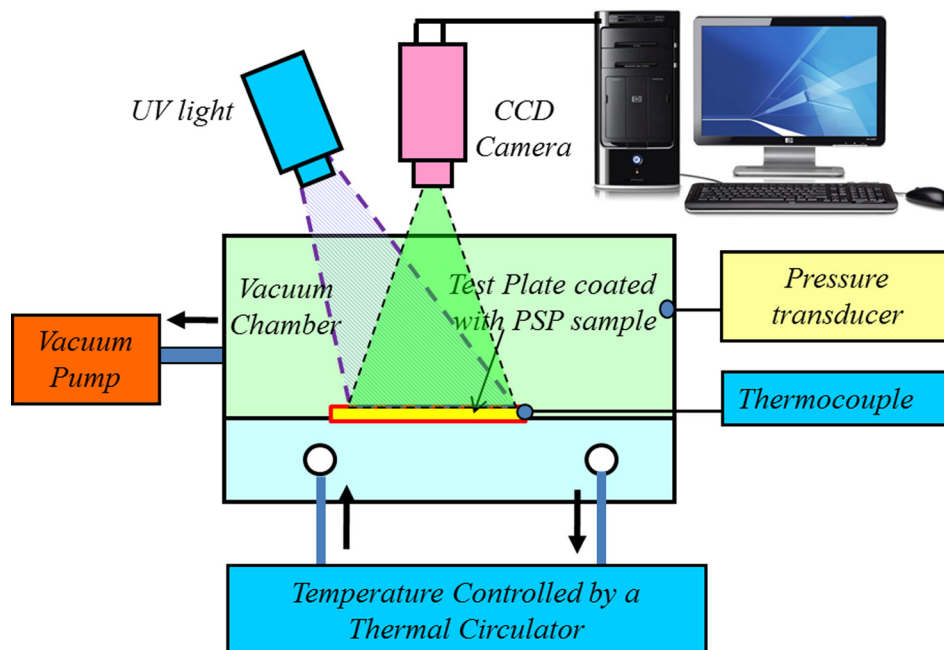 UV light
CCD
Camera
Vacuum
Chamber
Test Plate coated
with PSP sample
Pressure
transducer
Vacuum
Pump
Thermocouple
Temperature Controlled by a
Thermal Circulator